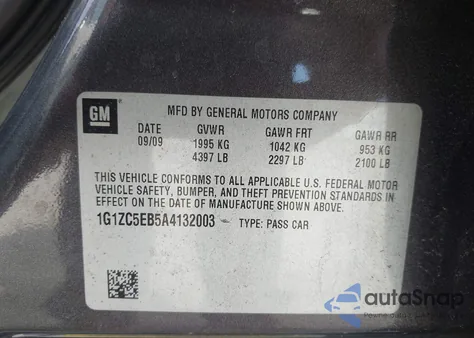 GM
MFD BY GENERAL MOTORS COMPANY
DATE GVWR GAWR FRT GAWR RR
09/09 1995 KG 1042 KG 953 KG
4397 LB 2297 LB 2100 LB
THIS VEHICLE CONFORMS TO ALL APPLICABLE U.S. FEDERAL MOTOR
VEHICLE SAFETY, BUMPER, AND THEFT PREVENTION STANDARDS
IN EFFECT ON THE DATE OF MANUFACTURE SHOWN ABOVE.
1G1ZC5EB5A4132003 TYPE: PASS CAR
autoSnap